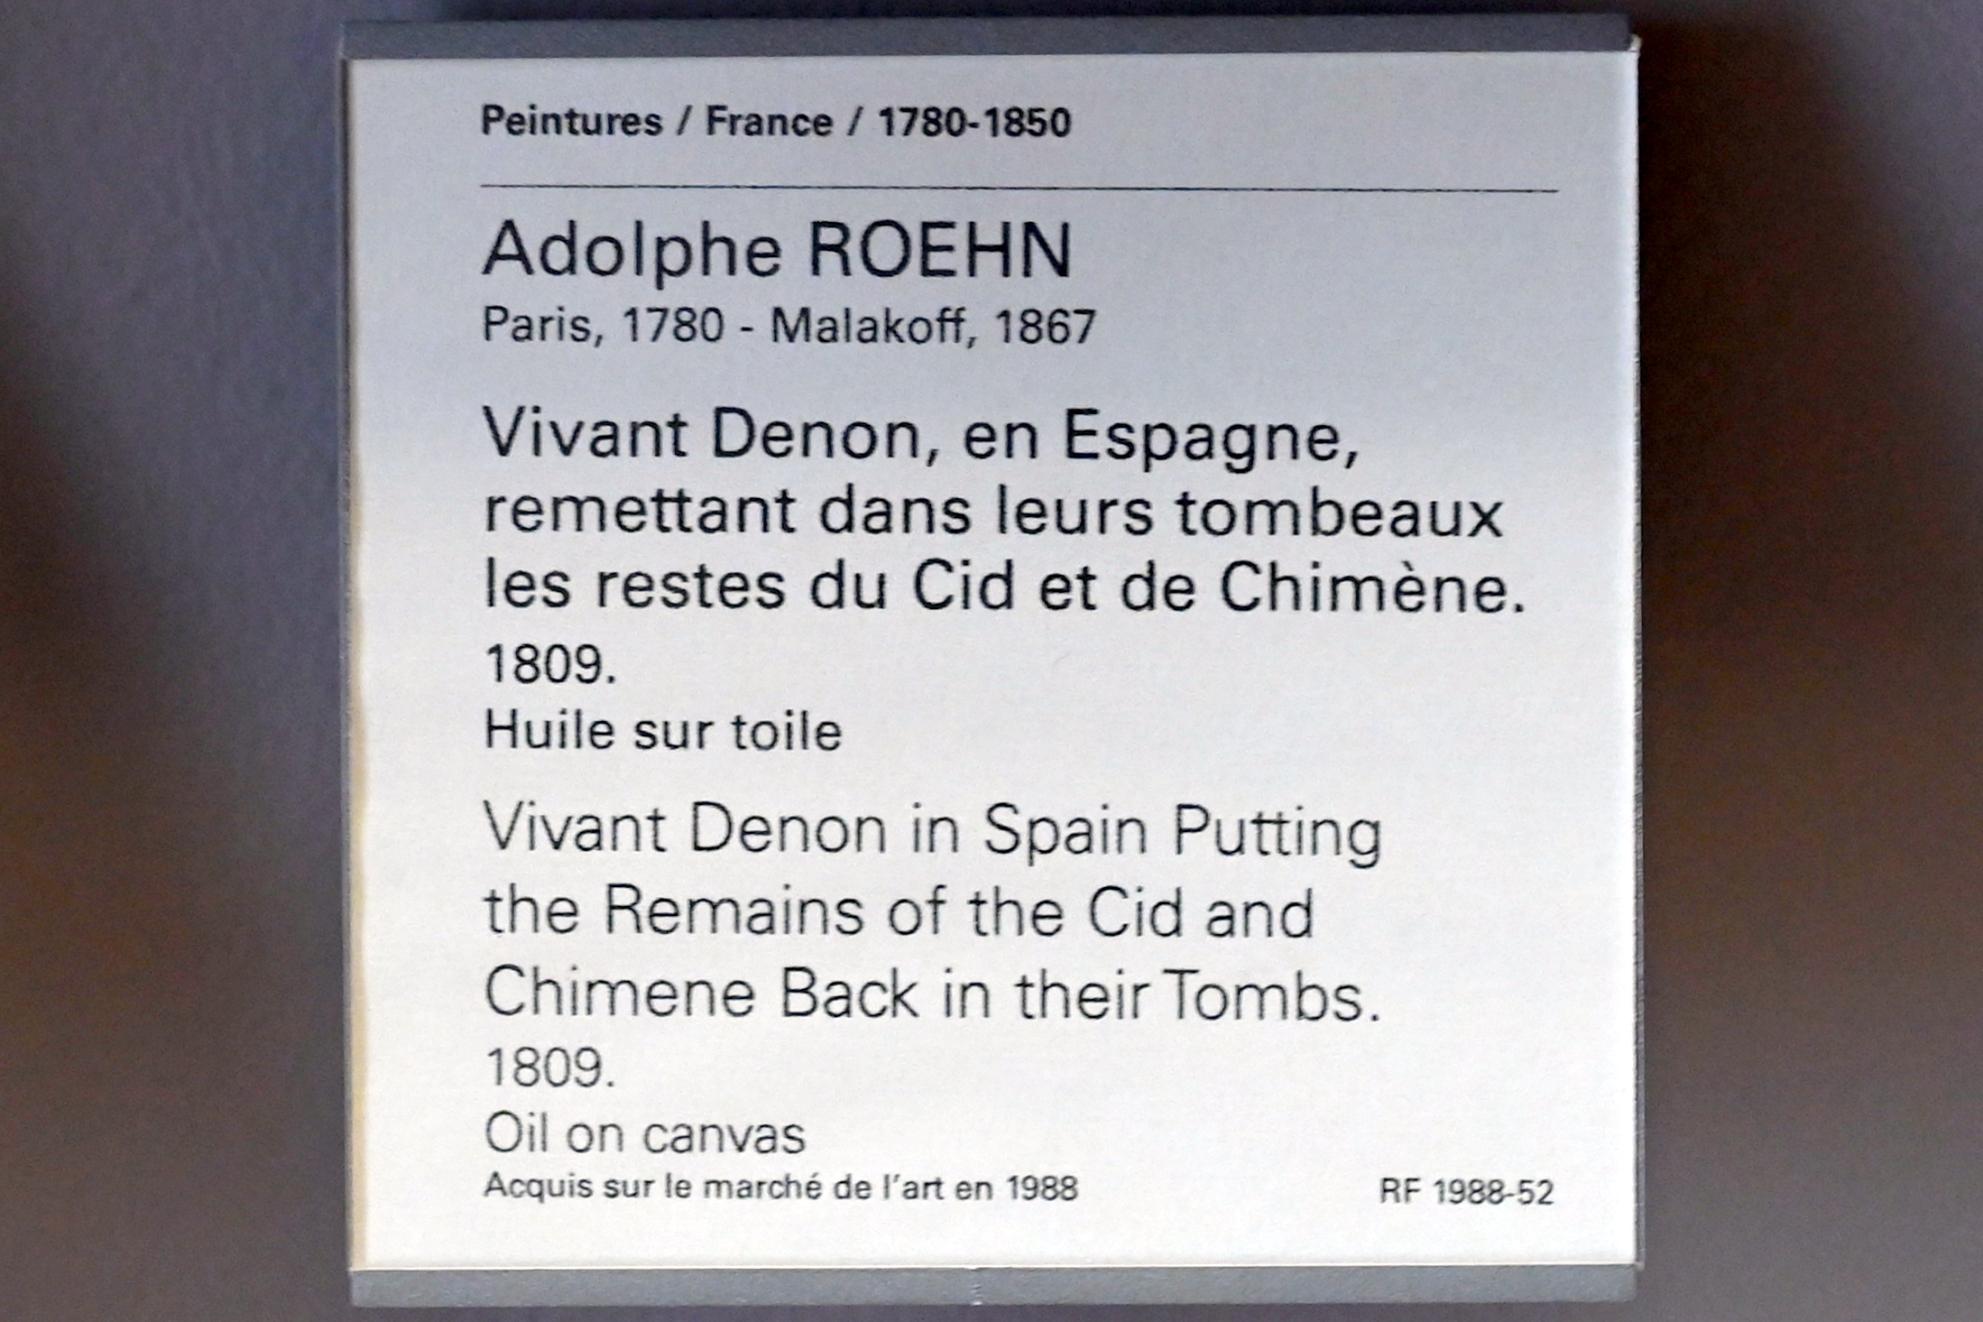 Peintures / France / 1780-1850
Adolphe ROEHN
Paris, 1780 - Malakoff, 1867
Vivant Denon, en Espagne,
remettant dans leurs tombeaux
les restes du Cid et de Chimène.
1809.
Huile sur toile
Vivant Denon in Spain Putting
the Remains of the Cid and
Chimene Back in their Tombs.
1809.
Oil on canvas
Acquis sur le marché de l'art en 1988 RF 1988-52